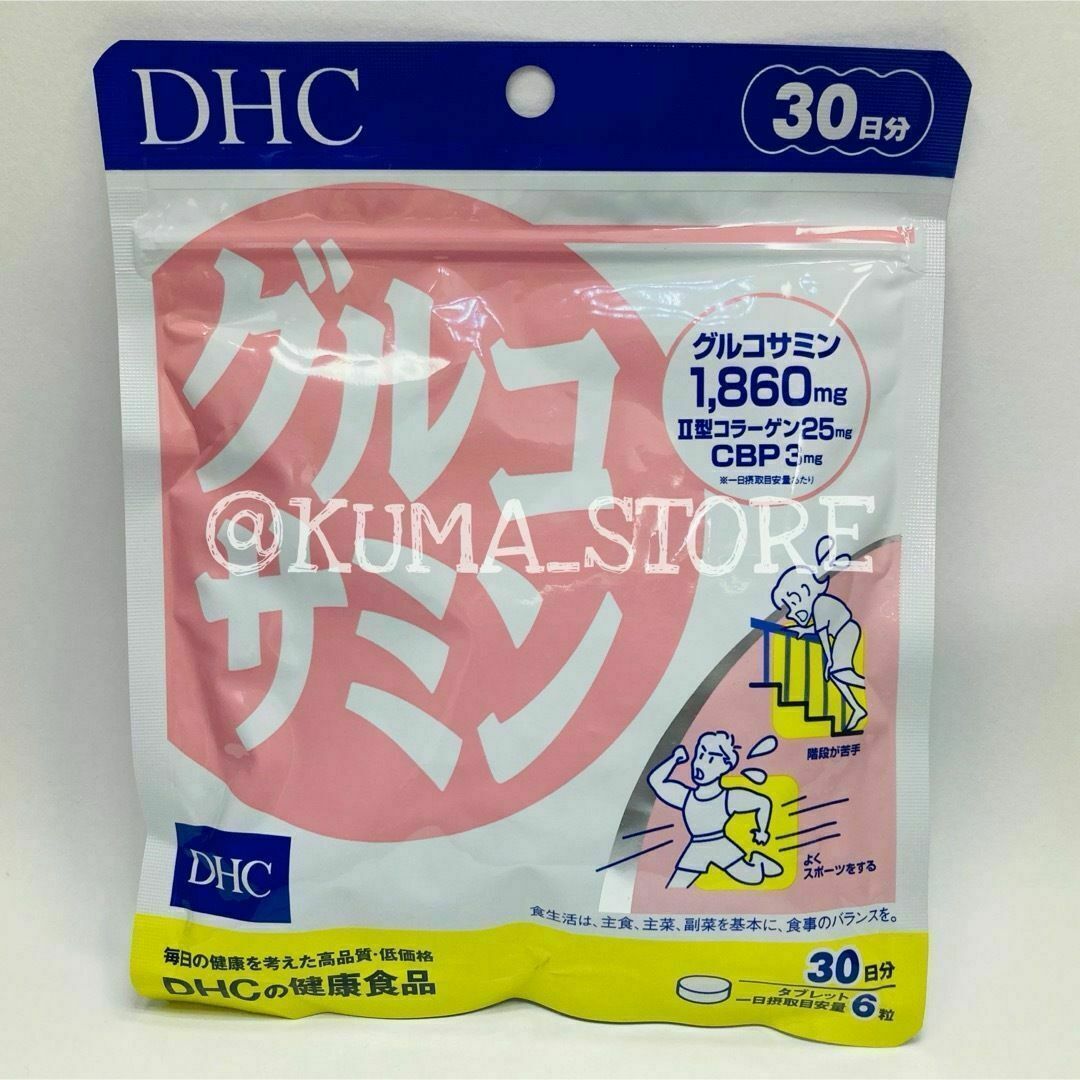 DHC
30日分
グルコ
サミン
グルコサミン
1,860mg
Ⅱ型コラーゲン25mg
CBP 3mg
※一日摂取目安量あたり
@KUMA_STORE
階段が苦手
よく
スポーツをする
DHC
食生活は、主食、主菜、副菜を基本に、食事のバランスを。
毎日の健康を考えた高品質・低価格
DHCの健康食品
30日分
タブレット
一日摂取目安量 6粒